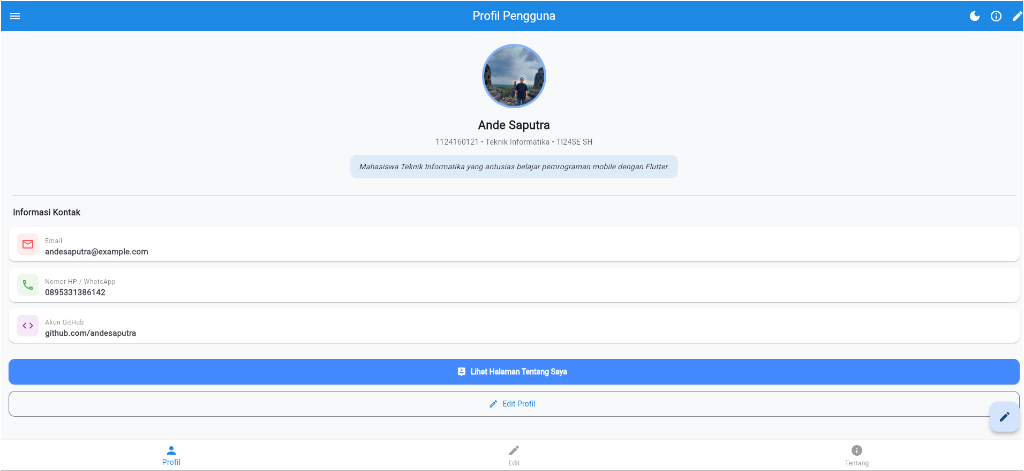 Profil Pengguna
Ande Saputra
1124160121 • Teknik Informatika • TI24SE SH
Mahasiswa Teknik Informatika yang antusias belajar pemrograman mobile dengan Flutter.
Informasi Kontak
Email
andesaputra@example.com
Nomor HP / WhatsApp
0895331386142
Akun GitHub
github.com/andesaputra
Lihat Halaman Tentang Saya
Edit Profil
Profil
Edit
Tentang